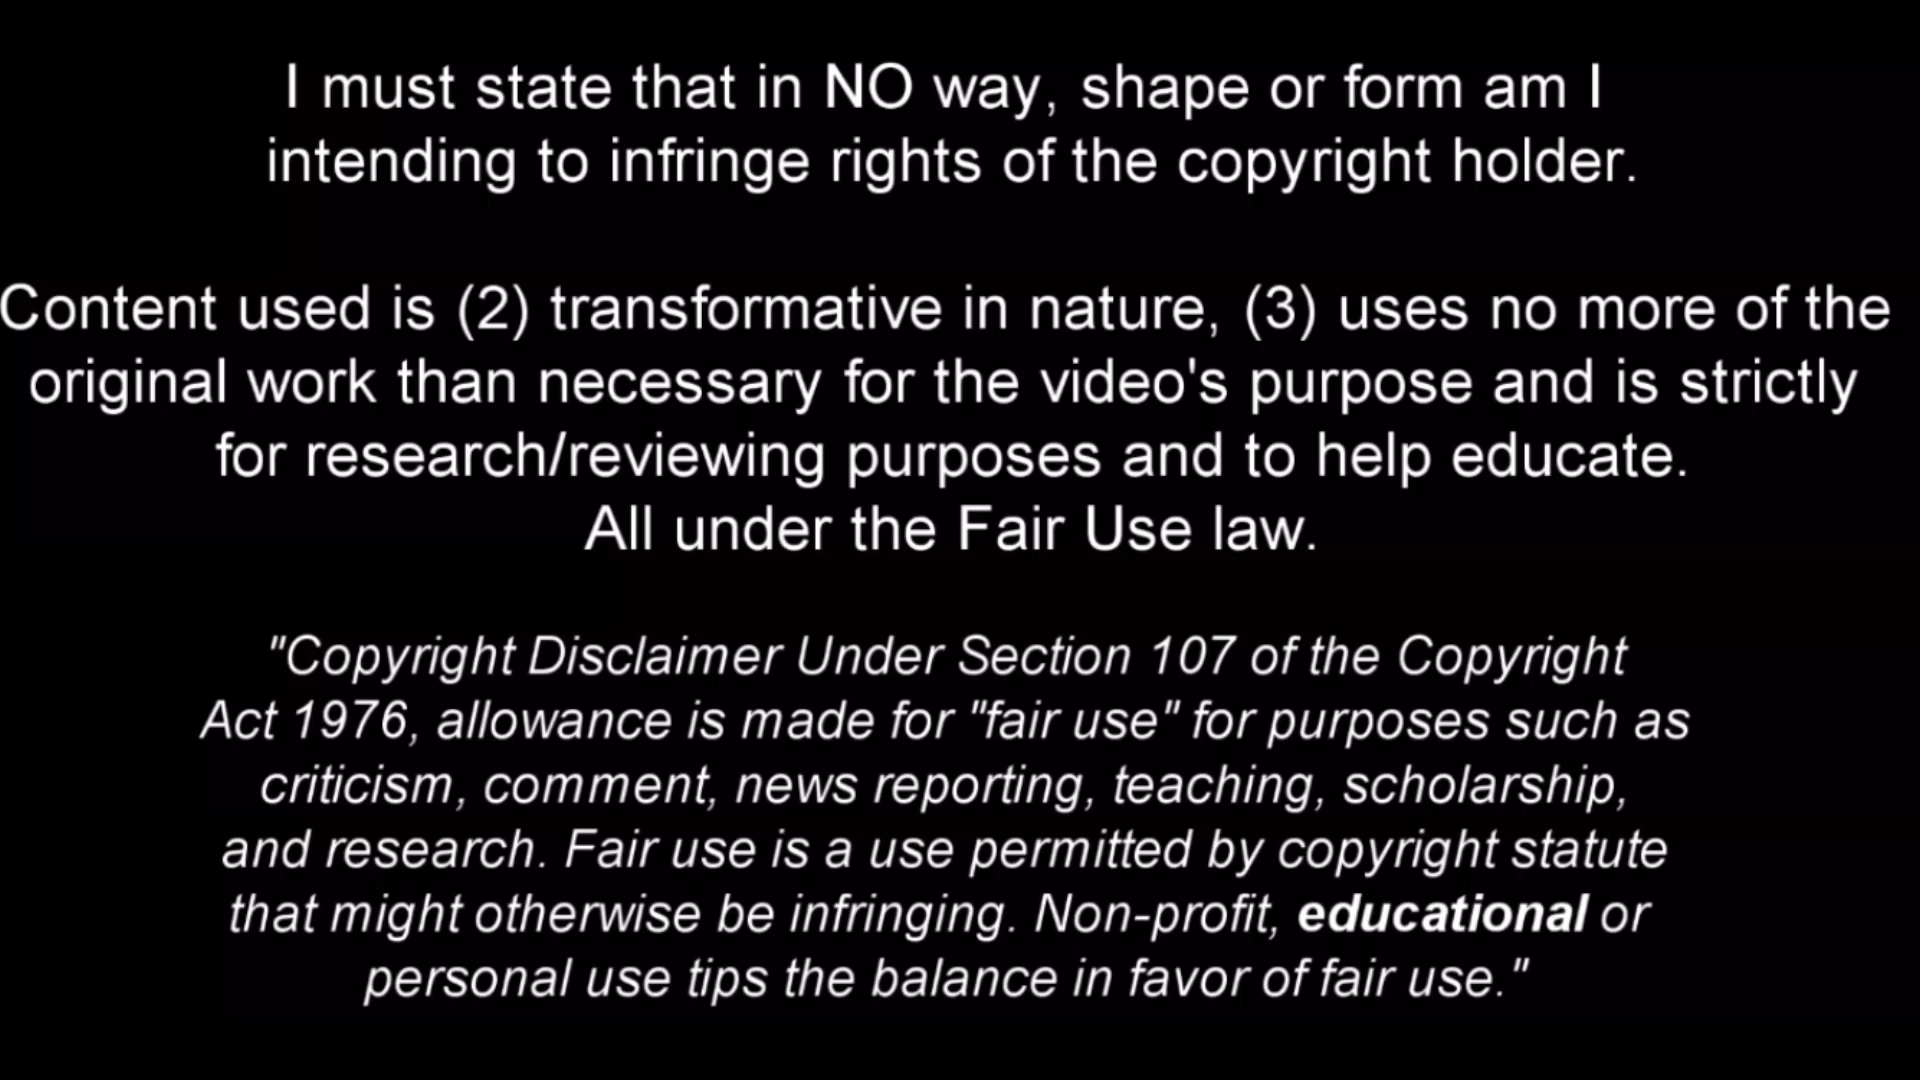 I must state that in NO way, shape or form am I
intending to infringe rights of the copyright holder.
Content used is (2) transformative in nature, (3) uses no more of the
original work than necessary for the video's purpose and is strictly
for research/reviewing purposes and to help educate.
All under the Fair Use law.
"Copyright Disclaimer Under Section 107 of the Copyright
Act 1976, allowance is made for "fair use" for purposes such as
criticism, comment, news reporting, teaching, scholarship,
and research. Fair use is a use permitted by copyright statute
that might otherwise be infringing. Non-profit, educational or
personal use tips the balance in favor of fair use."